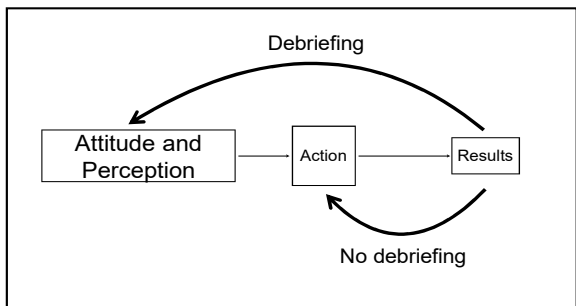 Debriefing
Attitude and
Perception
Action
Results
No debriefing